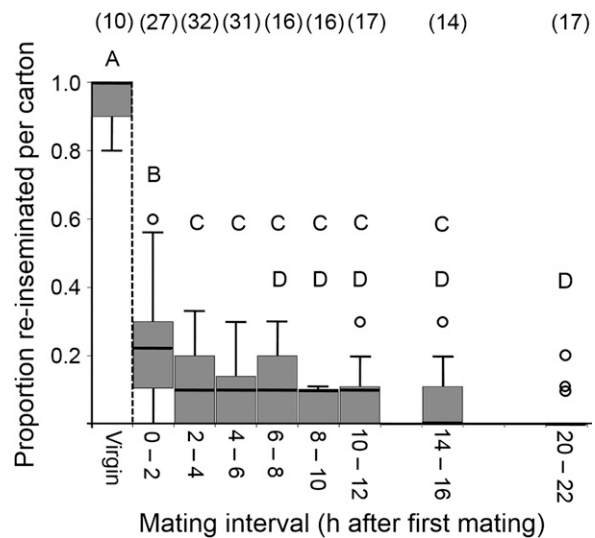 (10) (27) (32) (31) (16) (16) (17) (14) (17)
A
1.0
0.8
B
0.6 C C C C C C
0.4 D D D D D
0.2
Proportion re-inseminated per carton
Virgin 0 – 2 2 – 4 4 – 6 6 – 8 8 – 10 10 – 12 14 – 16 20 – 22
Mating interval (h after first mating)